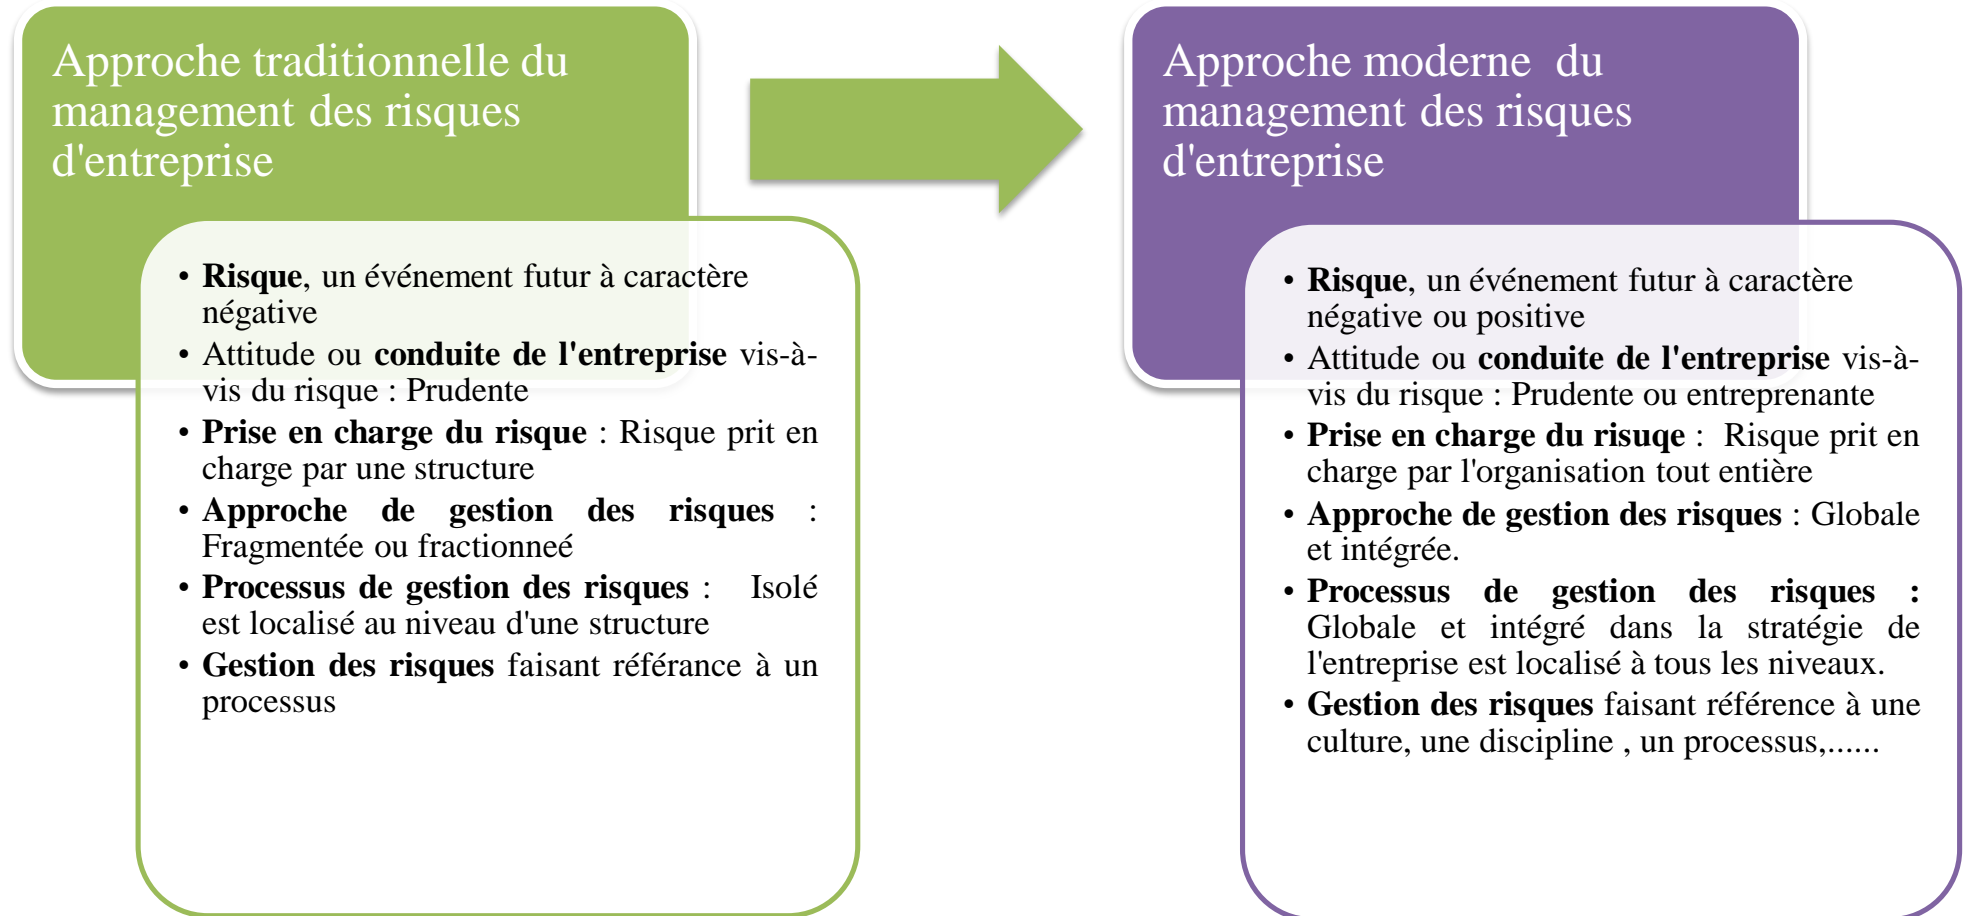 Approche traditionnelle du
management des risques
d'entreprise
• Risque, un événement futur à caractère
négative
• Attitude ou conduite de l'entreprise vis-à-
vis du risque : Prudente
• Prise en charge du risque : Risque prit en
charge par une structure
• Approche de gestion des risques :
Fragmentée ou fractionneé
• Processus de gestion des risques : Isolé
est localisé au niveau d'une structure
• Gestion des risques faisant référance à un
processus
Approche moderne du
management des risques
d'entreprise
• Risque, un événement futur à caractère
négative ou positive
• Attitude ou conduite de l'entreprise vis-à-
vis du risque : Prudente ou entreprenante
• Prise en charge du risuqe : Risque prit en
charge par l'organisation tout entière
• Approche de gestion des risques : Globale
et intégrée.
• Processus de gestion des risques :
Globale et intégré dans la stratégie de
l'entreprise est localisé à tous les niveaux.
• Gestion des risques faisant référence à une
culture, une discipline , un processus,......